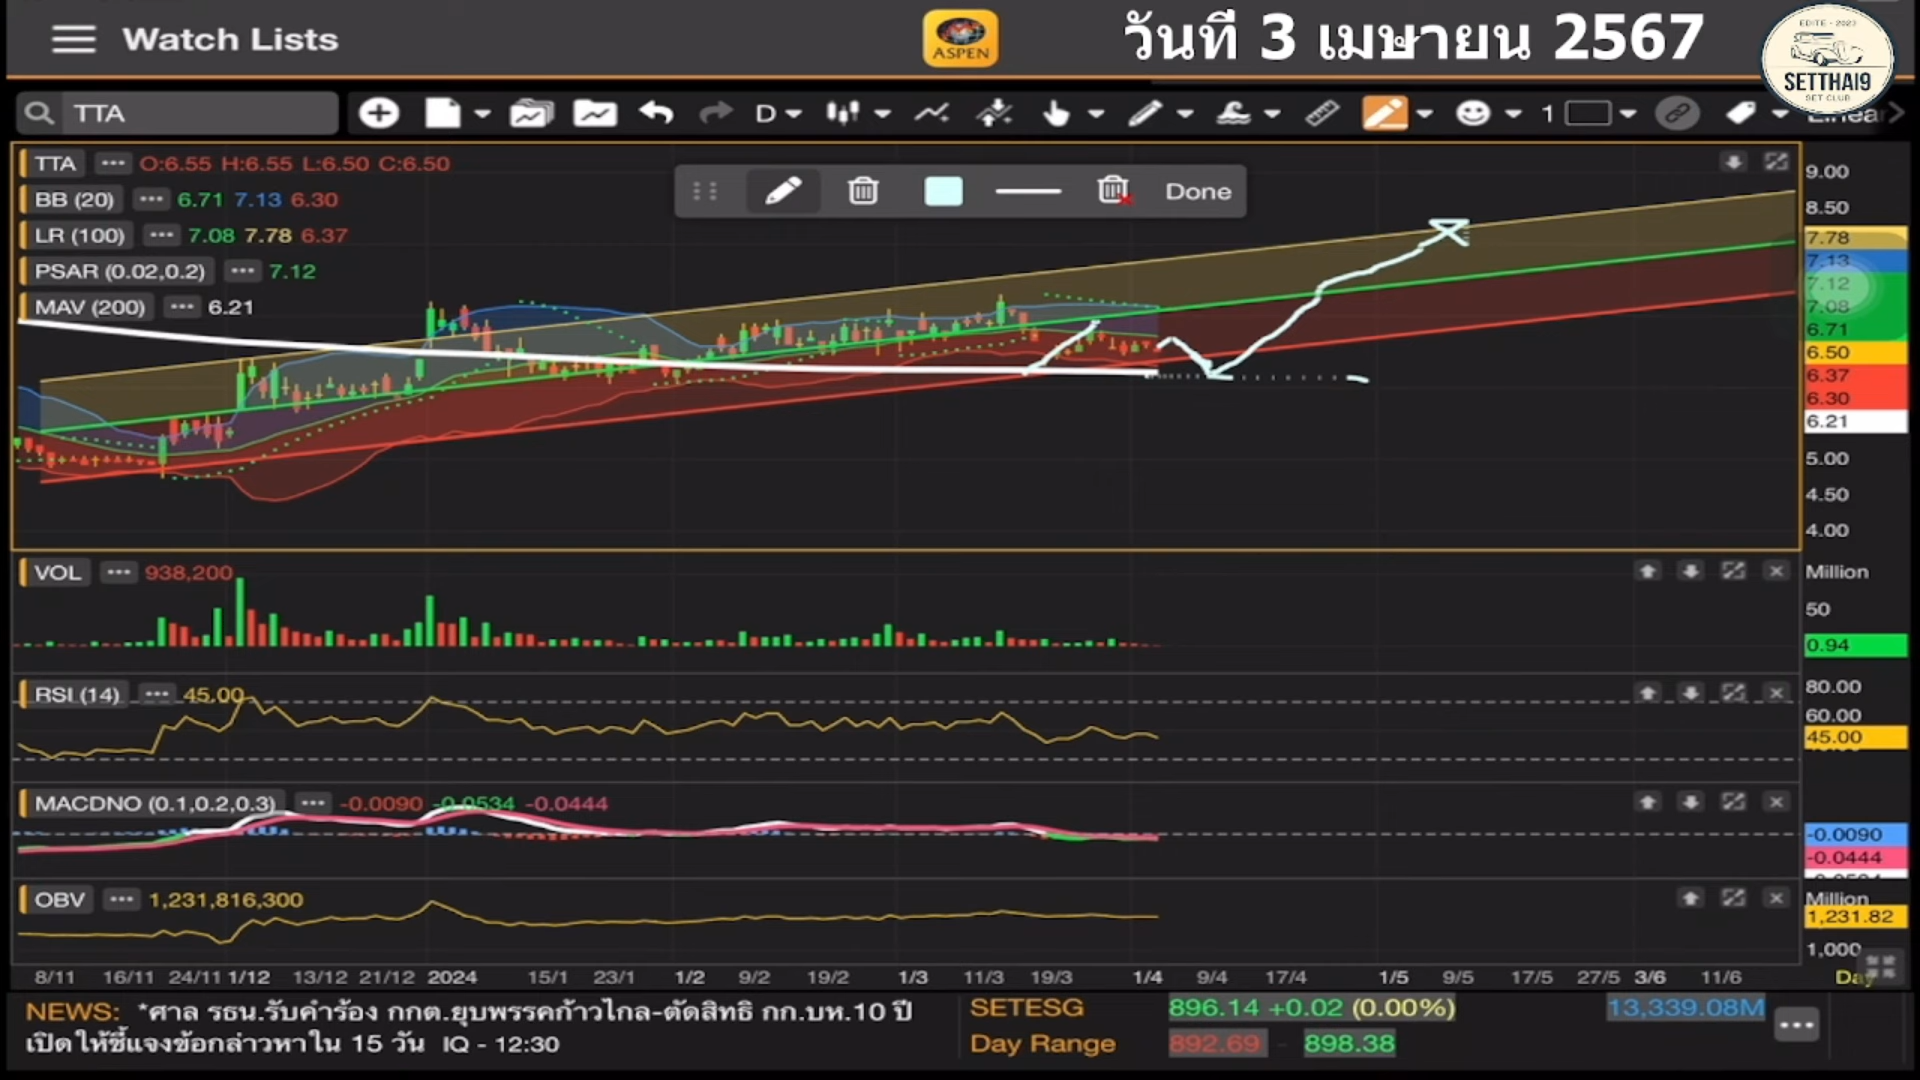 Watch Lists
ASPEN
วันที่ 3 เมษายน 2567
EDITE - 2023
SETTHAI9
SET CLUB
TTA
D
1
Linear
TTA ··· O:6.55 H:6.55 L:6.50 C:6.50
BB (20) ··· 6.71 7.13 6.30
LR (100) ··· 7.08 7.78 6.37
PSAR (0.02,0.2) ··· 7.12
MAV (200) ··· 6.21
Done
9.00
8.50
7.78
7.13
7.12
7.08
6.71
6.50
6.37
6.30
6.21
5.00
4.50
4.00
VOL ··· 938,200
Million
50
0.94
RSI (14) ··· 45.00
80.00
60.00
45.00
MACDNO (0.1,0.2,0.3) ··· -0.0090 -0.0534 -0.0444
-0.0090
-0.0444
OBV ··· 1,231,816,300
Million
1,231.82
1,000
8/11 16/11 24/11 1/12 13/12 21/12 2024 15/1 23/1 1/2 9/2 19/2 1/3 11/3 19/3 1/4 9/4 17/4 1/5 9/5 17/5 27/5 3/6 11/6 Day
NEWS: *ศาล รธน.รับคำร้อง กกต.ยุบพรรคก้าวไกล-ตัดสิทธิ กก.บห.10 ปี
เปิดให้ชี้แจงข้อกล่าวหาใน 15 วัน IQ - 12:30
SETESG 896.14 +0.02 (0.00%) 13,339.08M
Day Range 892.69 - 898.38